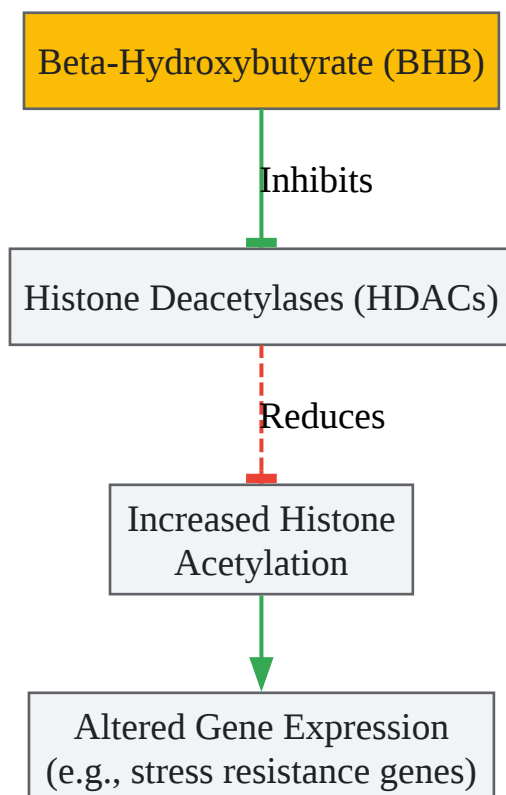 Beta-Hydroxybutyrate (BHB)
Inhibits
Histone Deacetylases (HDACs)
Reduces
Increased Histone
Acetylation
Altered Gene Expression
(e.g., stress resistance genes)